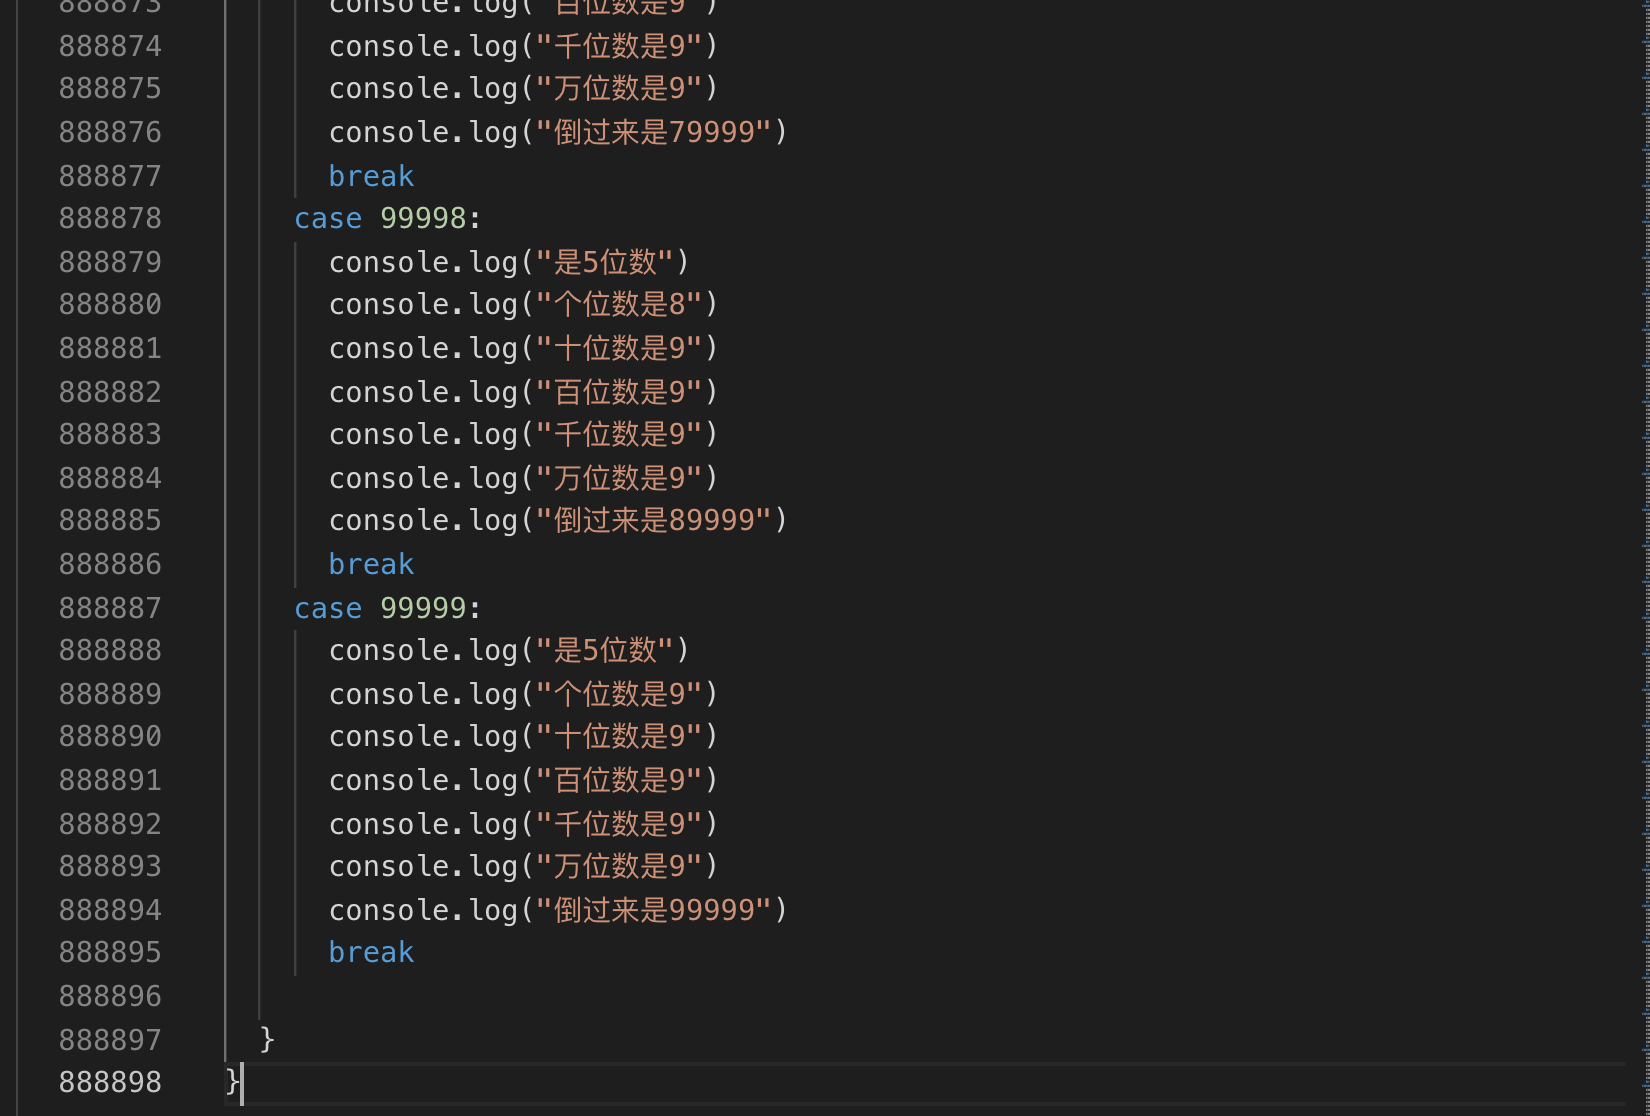 888873 console.log("百位数是9")
888874 console.log("千位数是9")
888875 console.log("万位数是9")
888876 console.log("倒过来是79999")
888877 break
888878 case 99998:
888879 console.log("是5位数")
888880 console.log("个位数是8")
888881 console.log("十位数是9")
888882 console.log("百位数是9")
888883 console.log("千位数是9")
888884 console.log("万位数是9")
888885 console.log("倒过来是89999")
888886 break
888887 case 99999:
888888 console.log("是5位数")
888889 console.log("个位数是9")
888890 console.log("十位数是9")
888891 console.log("百位数是9")
888892 console.log("千位数是9")
888893 console.log("万位数是9")
888894 console.log("倒过来是99999")
888895 break
888896
888897 }
888898 }